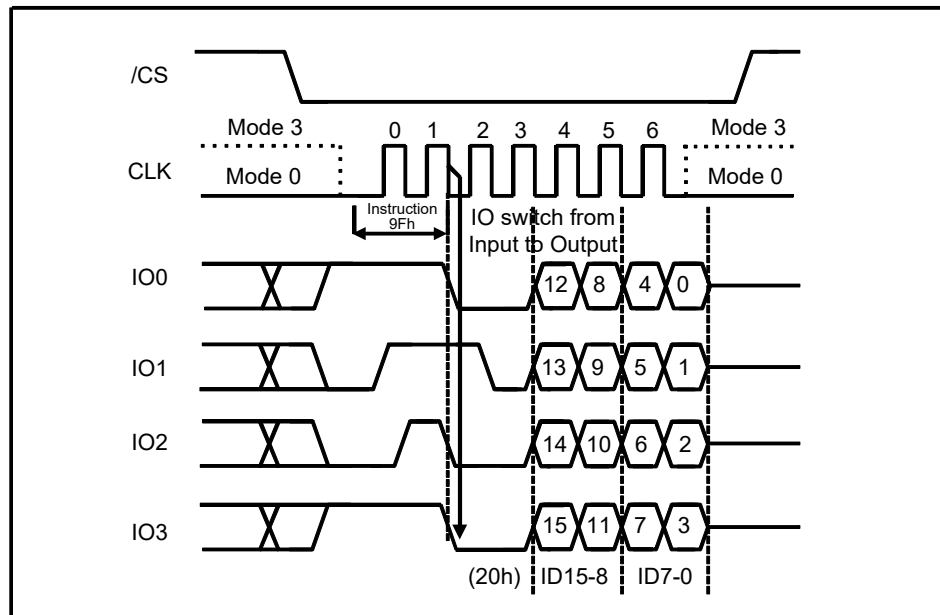 /CS
Mode 3 0 1 2 3 4 5 6 Mode 3
CLK
Mode 0 Mode 0
Instruction
9Fh
IO switch from
Input to Output
IO0 12 8 4 0
IO1 13 9 5 1
IO2 14 10 6 2
IO3 15 11 7 3
(20h) ID15-8 ID7-0